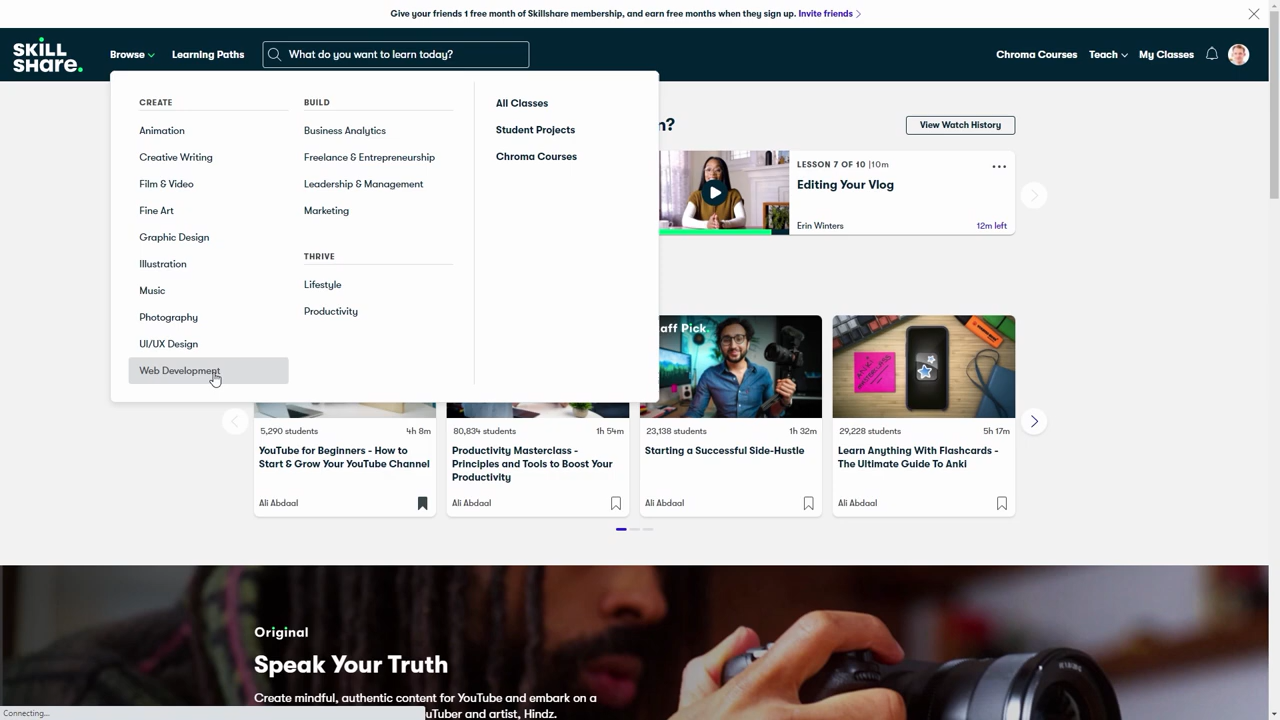 Give your friends 1 free month of Skillshare membership, and earn free months when they sign up. Invite friends
SKILL
SHARE.
Browse
Learning Paths
What do you want to learn today?
Chroma Courses
Teach
My Classes
CREATE
Animation
Creative Writing
Film & Video
Fine Art
Graphic Design
Illustration
Music
Photography
UI/UX Design
Web Development
BUILD
Business Analytics
Freelance & Entrepreneurship
Leadership & Management
Marketing
THRIVE
Lifestyle
Productivity
All Classes
Student Projects
Chroma Courses
n?
View Watch History
LESSON 7 OF 10 |10m
Editing Your Vlog
Erin Winters
12m left
aff Pick.
5,290 students
4h 8m
YouTube for Beginners - How to
Start & Grow Your YouTube Channel
Ali Abdaal
80,834 students
1h 54m
Productivity Masterclass -
Principles and Tools to Boost Your
Productivity
Ali Abdaal
23,138 students
1h 32m
Starting a Successful Side-Hustle
Ali Abdaal
29,228 students
5h 17m
Learn Anything With Flashcards -
The Ultimate Guide To Anki
Ali Abdaal
Original
Speak Your Truth
Create mindful, authentic content for YouTube and embark on a
uTuber and artist, Hindz.
Connecting...